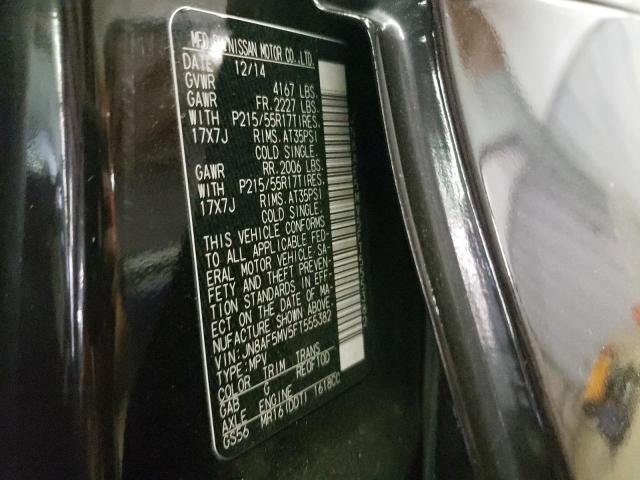 MFD. BY NISSAN MOTOR CO.,LTD.
DATE 12/14
GVWR 4167 LBS.
GAWR FR. 2227 LBS.
WITH P215/55R17TIRES.
17X7J RIMS. AT35PSI
COLD SINGLE.
GAWR RR. 2006 LBS.
WITH P215/55R17TIRES.
17X7J RIMS. AT35PSI
COLD SINGLE.
THIS VEHICLE CONFORMS
TO ALL APPLICABLE FED-
ERAL MOTOR VEHICLE SA-
FETY AND THEFT PREVEN-
TION STANDARDS IN EFF-
ECT ON THE DATE OF MA-
NUFACTURE SHOWN ABOVE.
VIN: JN8AF5MV5FT555382
TYPE: MPV
COLOR TRIM TRANS
GAB G RE0F10D
AXLE ENGINE
GS56 MR16(DDT) 1618CC